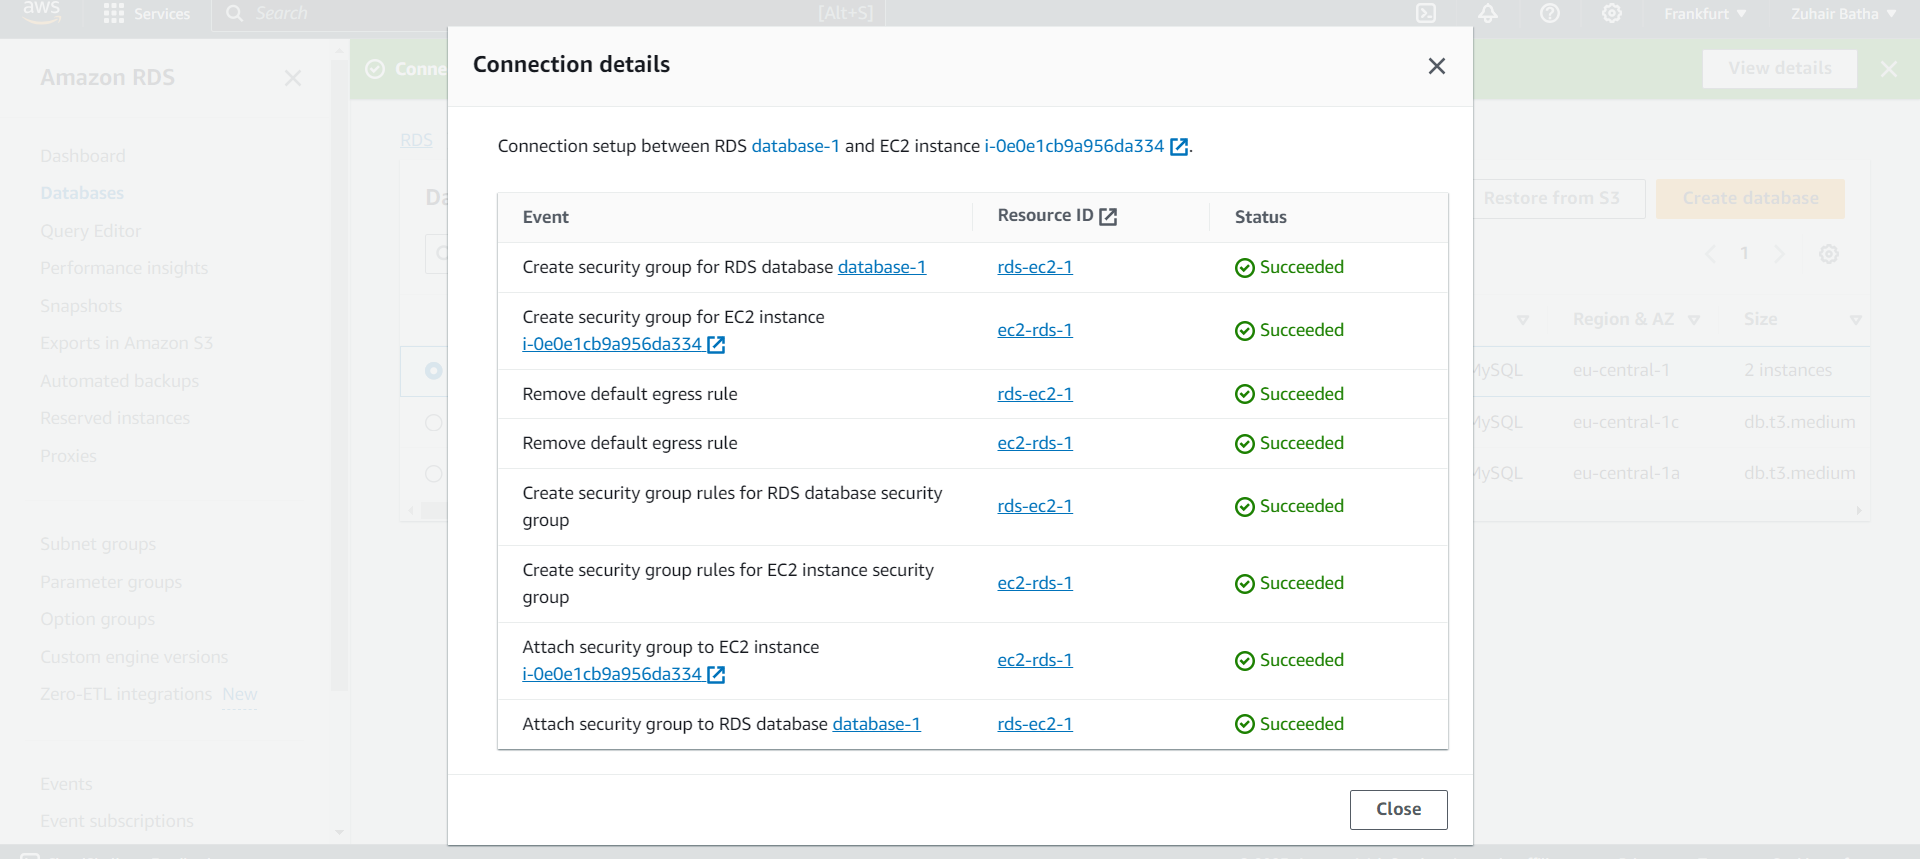 aws
Services
Search
[Alt+S]
Frankfurt
Zuhair Batha
Amazon RDS
Dashboard
Databases
Query Editor
Performance insights
Snapshots
Exports in Amazon S3
Automated backups
Reserved instances
Proxies
Subnet groups
Parameter groups
Option groups
Custom engine versions
Zero-ETL integrations New
Events
Event subscriptions
Conne
View details
RDS
Da
Restore from S3
Create database
1
Region & AZ
Size
MySQL eu-central-1 2 instances
MySQL eu-central-1c db.t3.medium
MySQL eu-central-1a db.t3.medium
Connection details
Connection setup between RDS database-1 and EC2 instance i-0e0e1cb9a956da334.
Event Resource ID Status
Create security group for RDS database database-1 rds-ec2-1 Succeeded
Create security group for EC2 instance
i-0e0e1cb9a956da334 ec2-rds-1 Succeeded
Remove default egress rule rds-ec2-1 Succeeded
Remove default egress rule ec2-rds-1 Succeeded
Create security group rules for RDS database security
group rds-ec2-1 Succeeded
Create security group rules for EC2 instance security
group ec2-rds-1 Succeeded
Attach security group to EC2 instance
i-0e0e1cb9a956da334 ec2-rds-1 Succeeded
Attach security group to RDS database database-1 rds-ec2-1 Succeeded
Close